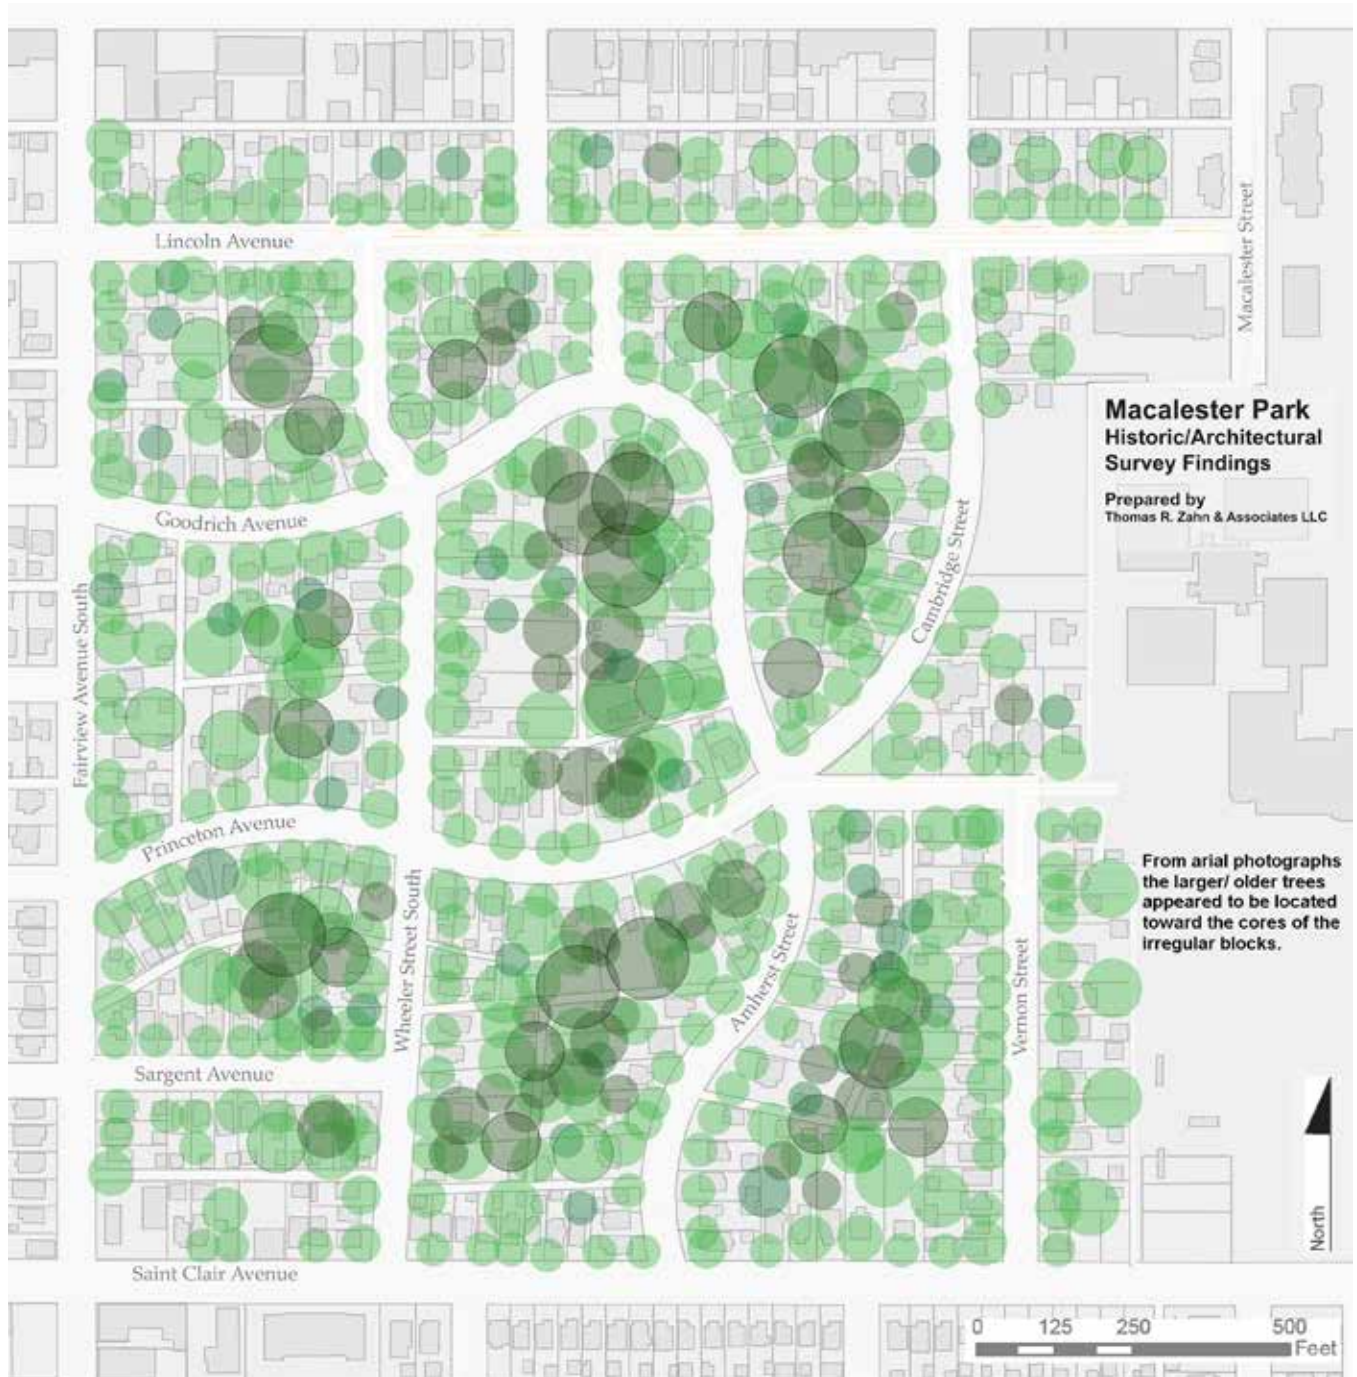 Lincoln Avenue
Macalester Street
Macalester Park
Historic/Architectural
Survey Findings
Prepared by
Thomas R. Zahn & Associates LLC
Goodrich Avenue
Cambridge Street
Fairview Avenue South
Princeton Avenue
From arial photographs
the larger/ older trees
appeared to be located
toward the cores of the
irregular blocks.
Wheeler Street South
Amherst Street
Vernon Street
Sargent Avenue
North
Saint Clair Avenue
0 125 250 500
Feet